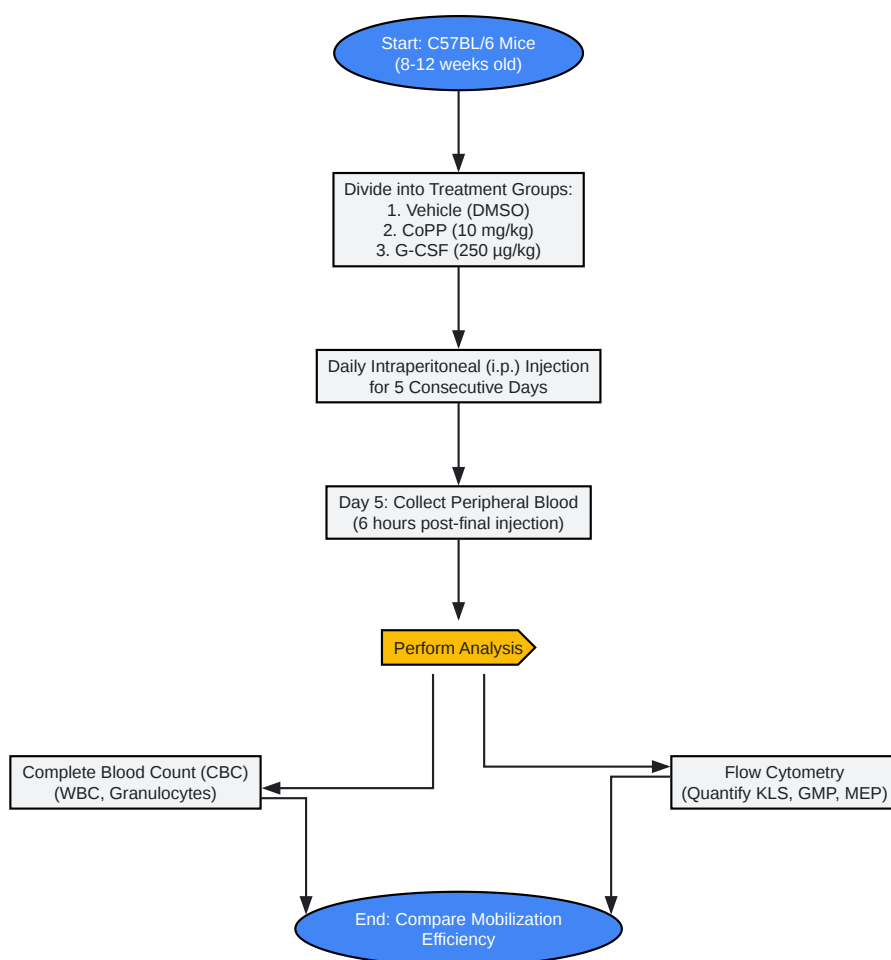 Start: C57BL/6 Mice
(8-12 weeks old)
Divide into Treatment Groups:
1. Vehicle (DMSO)
2. CoPP (10 mg/kg)
3. G-CSF (250 µg/kg)
Daily Intraperitoneal (i.p.) Injection
for 5 Consecutive Days
Day 5: Collect Peripheral Blood
(6 hours post-final injection)
Perform Analysis
Complete Blood Count (CBC)
(WBC, Granulocytes)
Flow Cytometry
(Quantify KLS, GMP, MEP)
End: Compare Mobilization
Efficiency